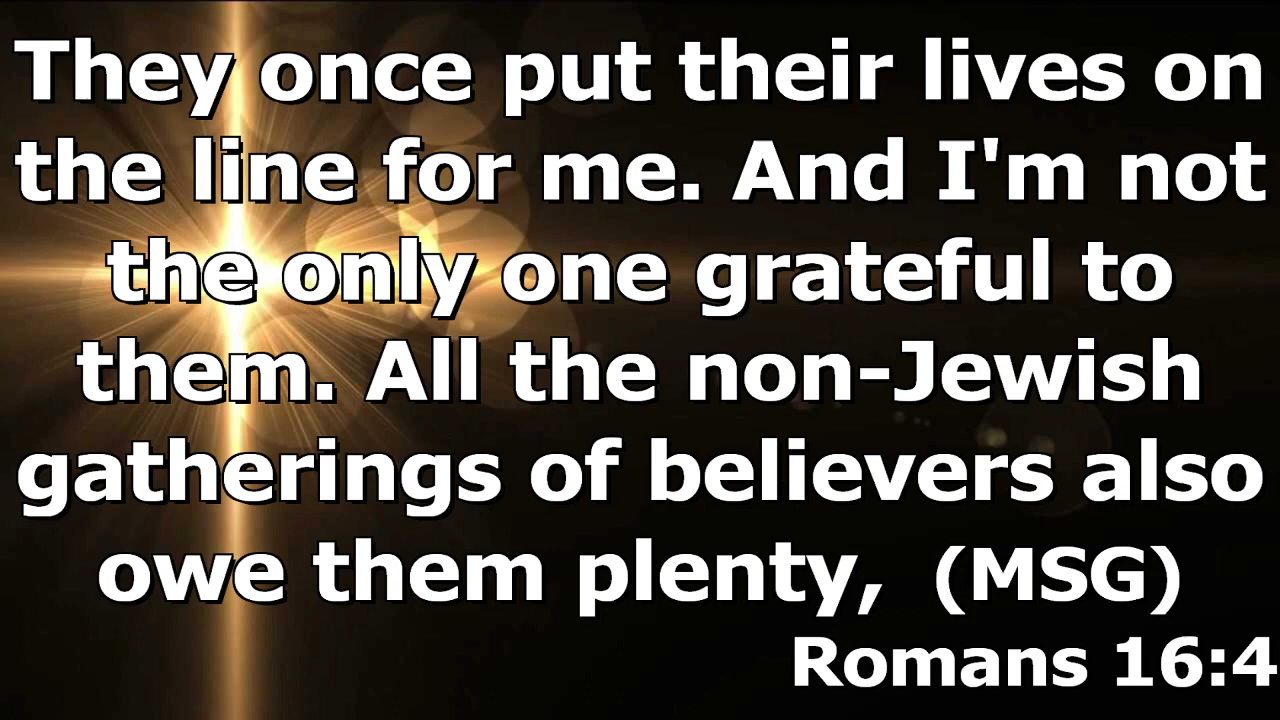 They once put their lives on
the line for me. And I'm not
the only one grateful to
them. All the non-Jewish
gatherings of believers also
owe them plenty, (MSG)
Romans 16:4